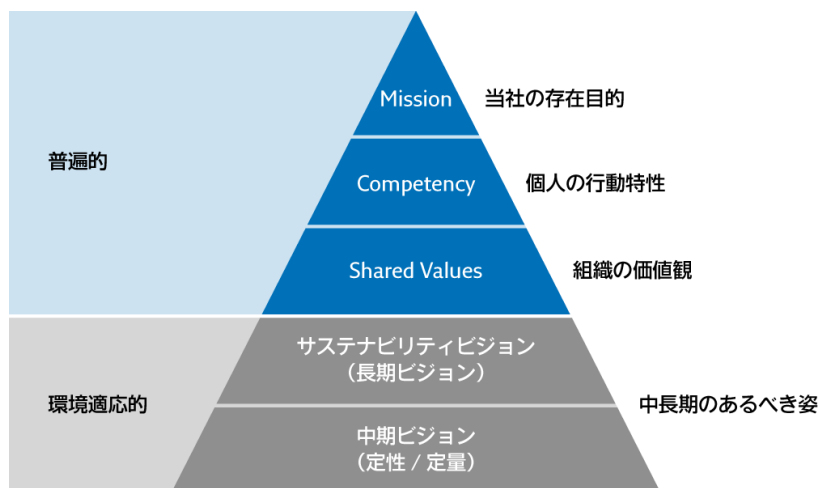 Mission
当社の存在目的
普遍的
Competency
個人の行動特性
Shared Values
組織の価値観
サステナビリティビジョン
（長期ビジョン）
環境適応的
中長期のあるべき姿
中期ビジョン
（定性 / 定量）